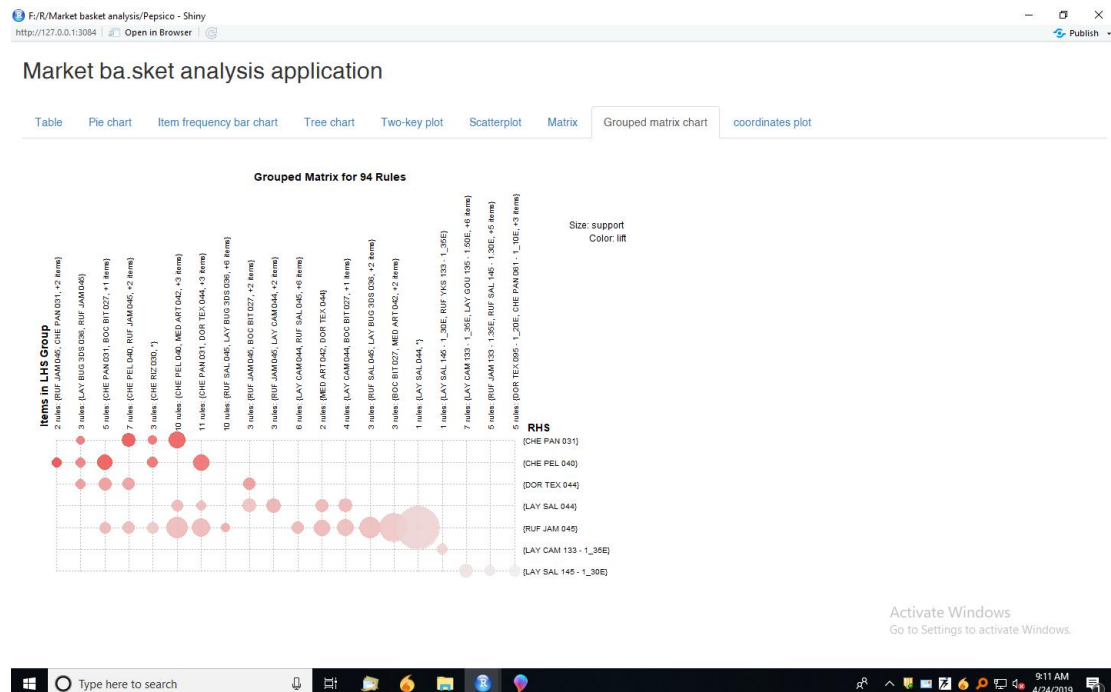 F:/R/Market basket analysis/Pepsico - Shiny
http://127.0.0.1:3084 Open in Browser Publish
Market ba.sket analysis application
Table Pie chart Item frequency bar chart Tree chart Two-key plot Scatterplot Matrix Grouped matrix chart coordinates plot
Grouped Matrix for 94 Rules
Size: support
Color: lift
Items in LHS Group
2 rules: {RUF JAM045, CHE PAN 031, +2 items}
3 rules: {LAY BUG 3DS 036, RUF JAM 045}
5 rules: {CHE PAN 031, BOC BIT 027, +1 items}
7 rules: {CHE PEL 040, RUF JAM045, +2 items}
3 rules: {CHE RIZ 030, *}
10 rules: {CHE PEL 040, MED ART 042, +3 items}
11 rules: {CHE PAN 031, DOR TEX 044, +3 items}
10 rules: {RUF SAL 045, LAY BUG 3DS 036, +6 items}
3 rules: {RUF JAM 045, BOC BIT 027, +2 items}
3 rules: {RUF JAM 045, LAY CAM 044, +2 items}
6 rules: {LAY CAM 044, RUF SAL 045, +6 items}
2 rules: {MED ART 042, DOR TEX 044}
4 rules: {LAY CAM 044, BOC BIT 027, +1 items}
3 rules: {RUF SAL 045, LAY BUG 3DS 036, +2 items}
3 rules: {BOC BIT 027, MED ART 042, +2 items}
1 rules: {LAY SAL 044, *}
1 rules: {LAY SAL 145 - 1_30E, RUF YKS 133 - 1_35E}
7 rules: {LAY CAM 133 - 1_35E, LAY GOU 135 - 1.50E, +6 items}
5 rules: {RUF JAM 133 - 1.35E, RUF SAL 145 - 1.30E, +5 items}
5 rules: {DOR TEX 095 - 1_20E, CHE PAN 061 - 1_10E, +3 items}
RHS
{CHE PAN 031}
{CHE PEL 040}
{DOR TEX 044}
{LAY SAL 044}
{RUF JAM 045}
{LAY CAM 133 - 1_35E}
{LAY SAL 145 - 1_30E}
Activate Windows
Go to Settings to activate Windows.
Type here to search
9:11 AM
4/24/2019